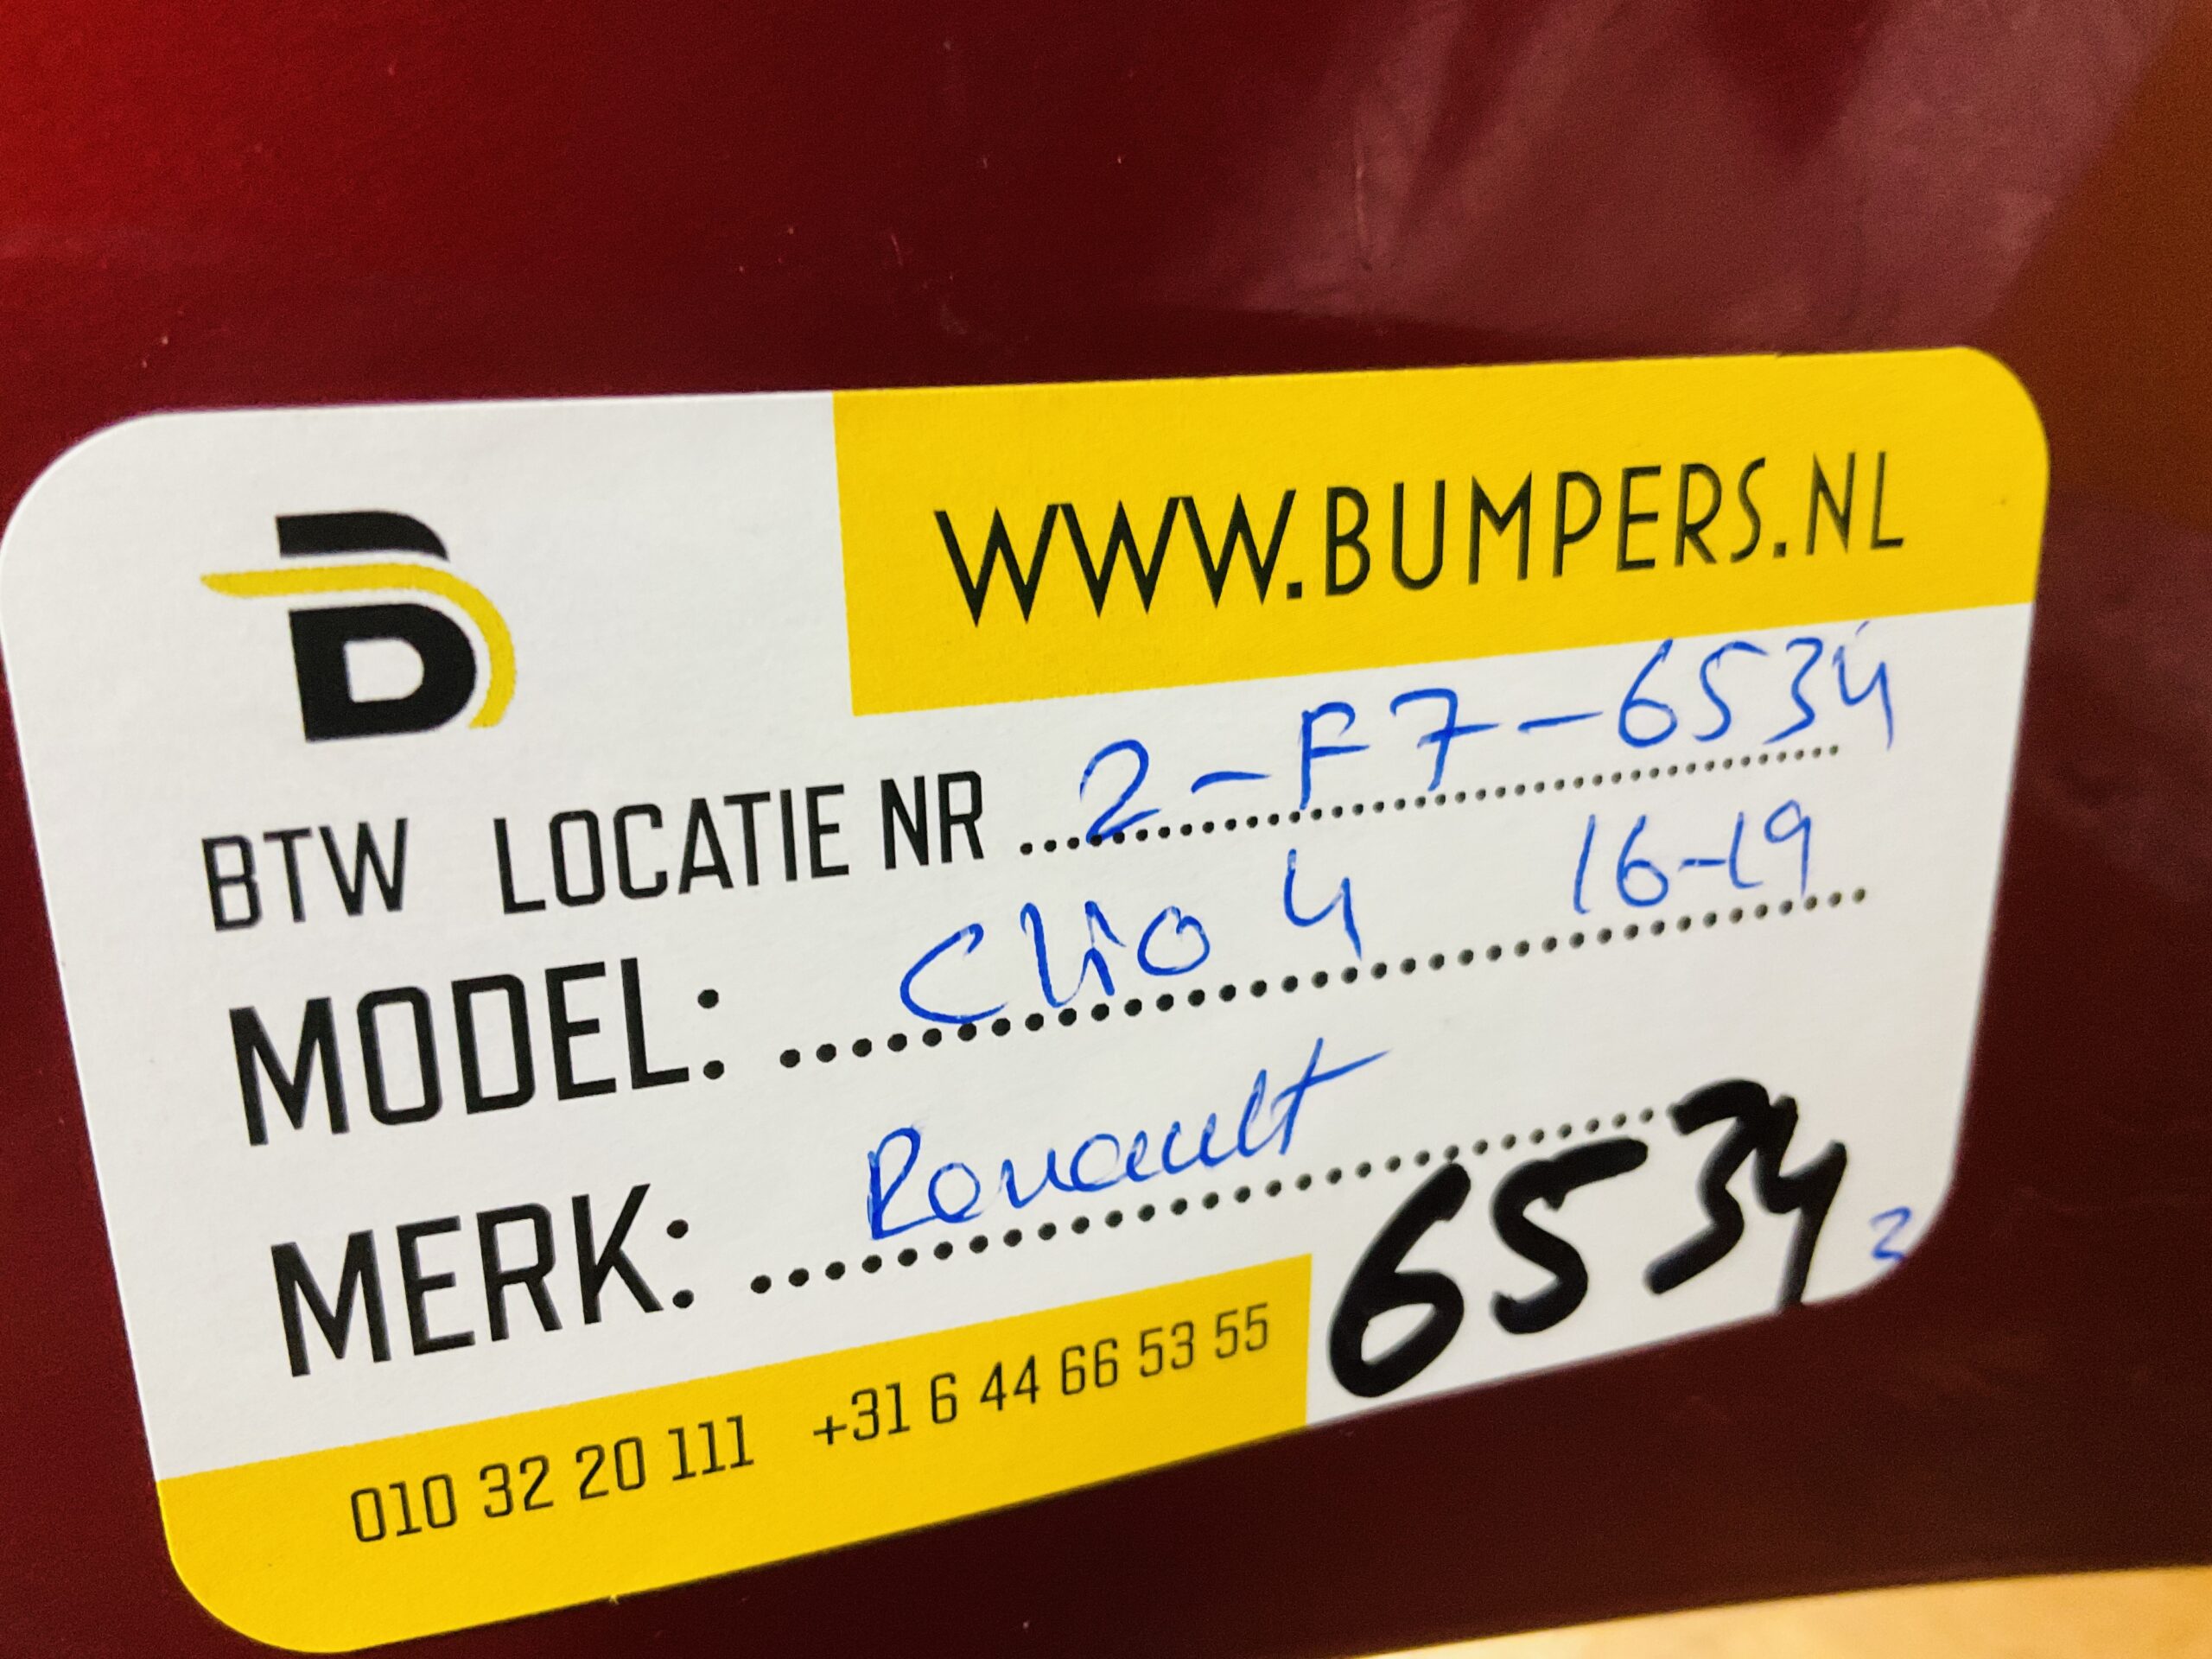 WWW.BUMPERS.NL
BTW LOCATIE NR 2-F7-6534
MODEL: Clio 4 16-19
MERK: Renault
6534 2
010 32 20 111 +31 6 44 66 53 55